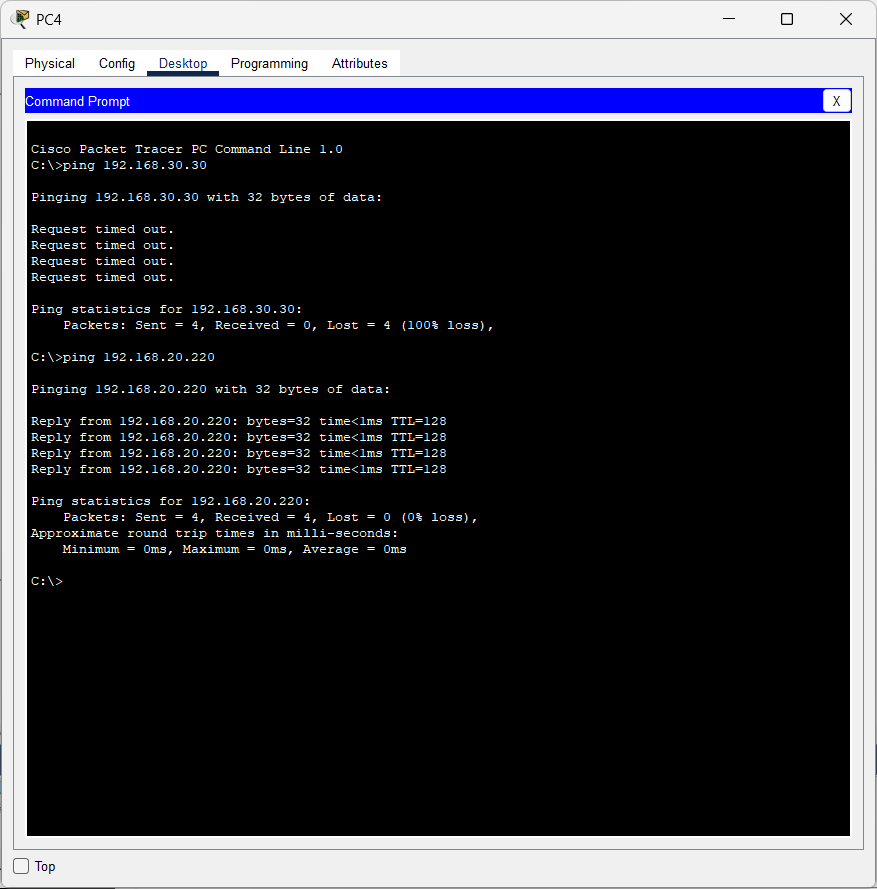 PC4
Physical Config Desktop Programming Attributes
Command Prompt X
Cisco Packet Tracer PC Command Line 1.0
C:\>ping 192.168.30.30
Pinging 192.168.30.30 with 32 bytes of data:
Request timed out.
Request timed out.
Request timed out.
Request timed out.
Ping statistics for 192.168.30.30:
    Packets: Sent = 4, Received = 0, Lost = 4 (100% loss),
C:\>ping 192.168.20.220
Pinging 192.168.20.220 with 32 bytes of data:
Reply from 192.168.20.220: bytes=32 time<1ms TTL=128
Reply from 192.168.20.220: bytes=32 time<1ms TTL=128
Reply from 192.168.20.220: bytes=32 time<1ms TTL=128
Reply from 192.168.20.220: bytes=32 time<1ms TTL=128
Ping statistics for 192.168.20.220:
    Packets: Sent = 4, Received = 4, Lost = 0 (0% loss),
Approximate round trip times in milli-seconds:
    Minimum = 0ms, Maximum = 0ms, Average = 0ms
C:\>
Top